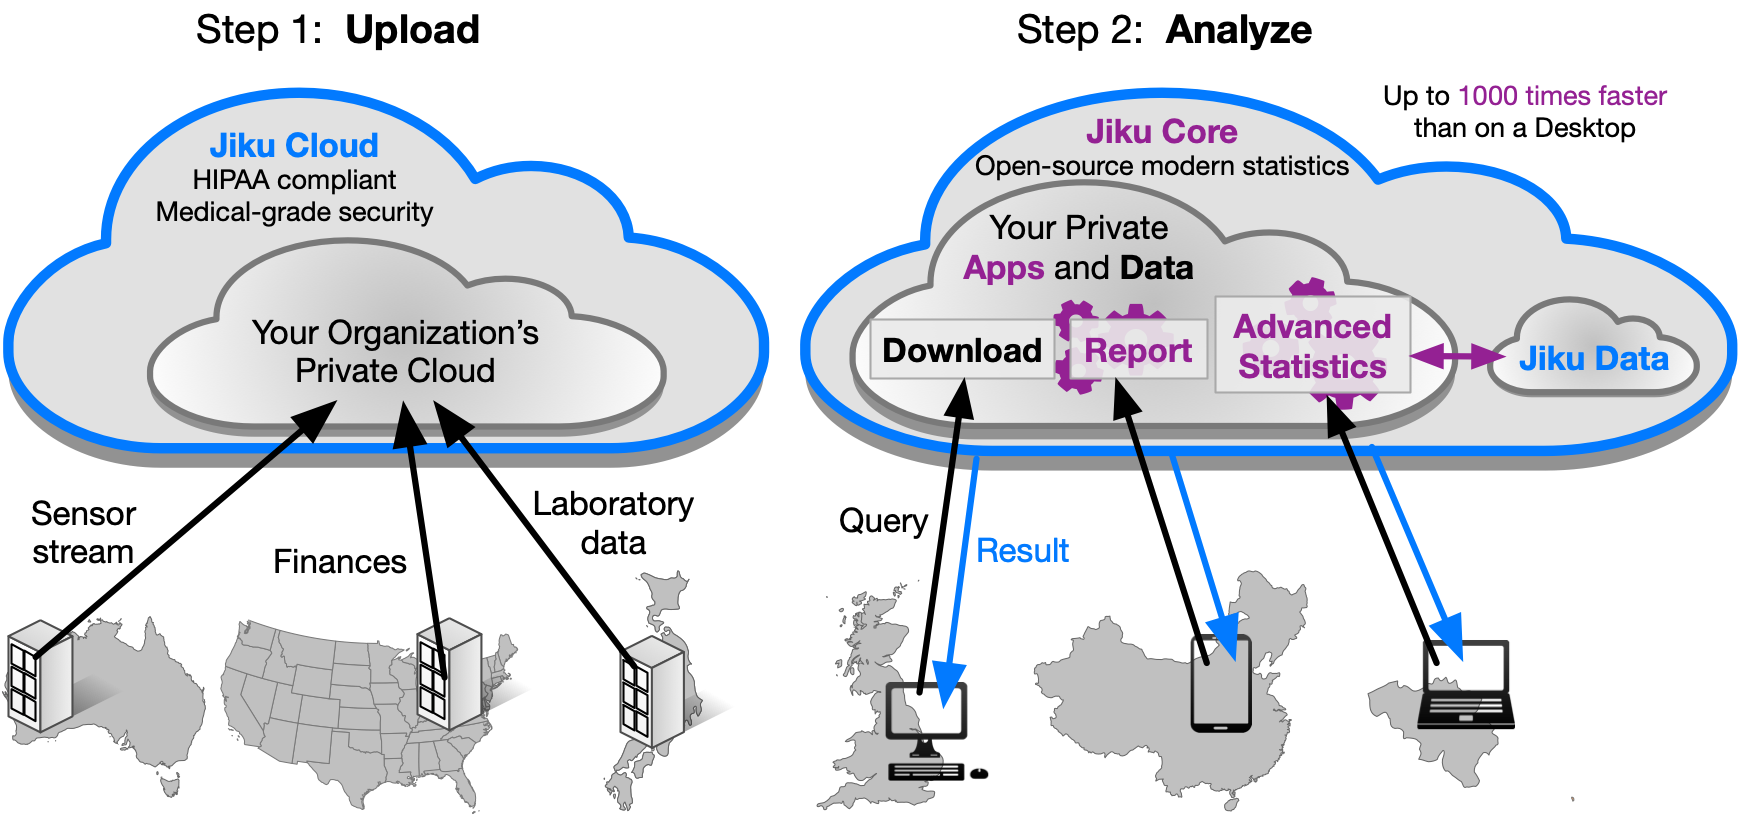 Step 1: Upload
Jiku Cloud
HIPAA compliant
Medical-grade security
Your Organization’s
Private Cloud
Sensor
stream
Finances
Laboratory
data
Step 2: Analyze
Up to 1000 times faster
than on a Desktop
Jiku Core
Open-source modern statistics
Your Private
Apps and Data
Download
Report
Advanced
Statistics
Jiku Data
Query
Result